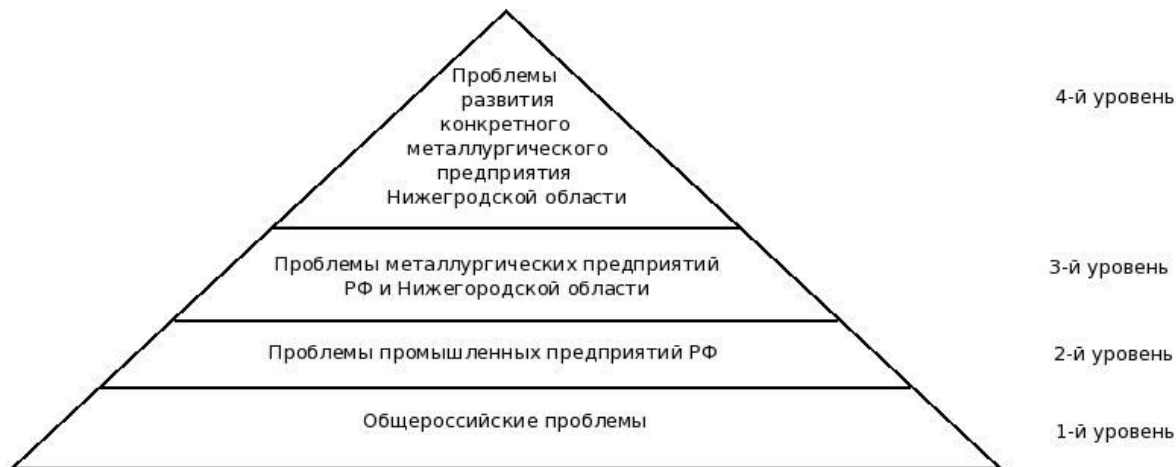 Проблемы
развития
конкретного
металлургического
предприятия
Нижегродской области
4-й уровень
Проблемы металлургических предприятий
РФ и Нижегородской области
3-й уровень
Проблемы промышленных предприятий РФ
2-й уровень
Общероссийские проблемы
1-й уровень